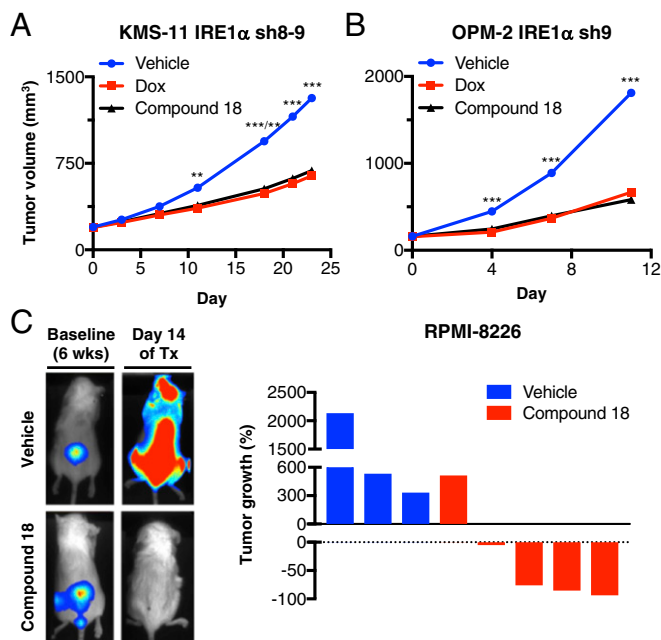 A
KMS-11 IRE1α sh8-9
Vehicle
Dox
Compound 18
Tumor volume (mm3)
1500
750
0
0 5 10 15 20 25
Day
**
***/**
***
***
B
OPM-2 IRE1α sh9
Vehicle
Dox
Compound 18
2000
1000
0
0 4 8 12
Day
***
***
***
C
Baseline
(6 wks)
Day 14
of Tx
Vehicle
Compound 18
RPMI-8226
Vehicle
Compound 18
Tumor growth (%)
2500
2000
1500
600
300
0
0
-50
-100